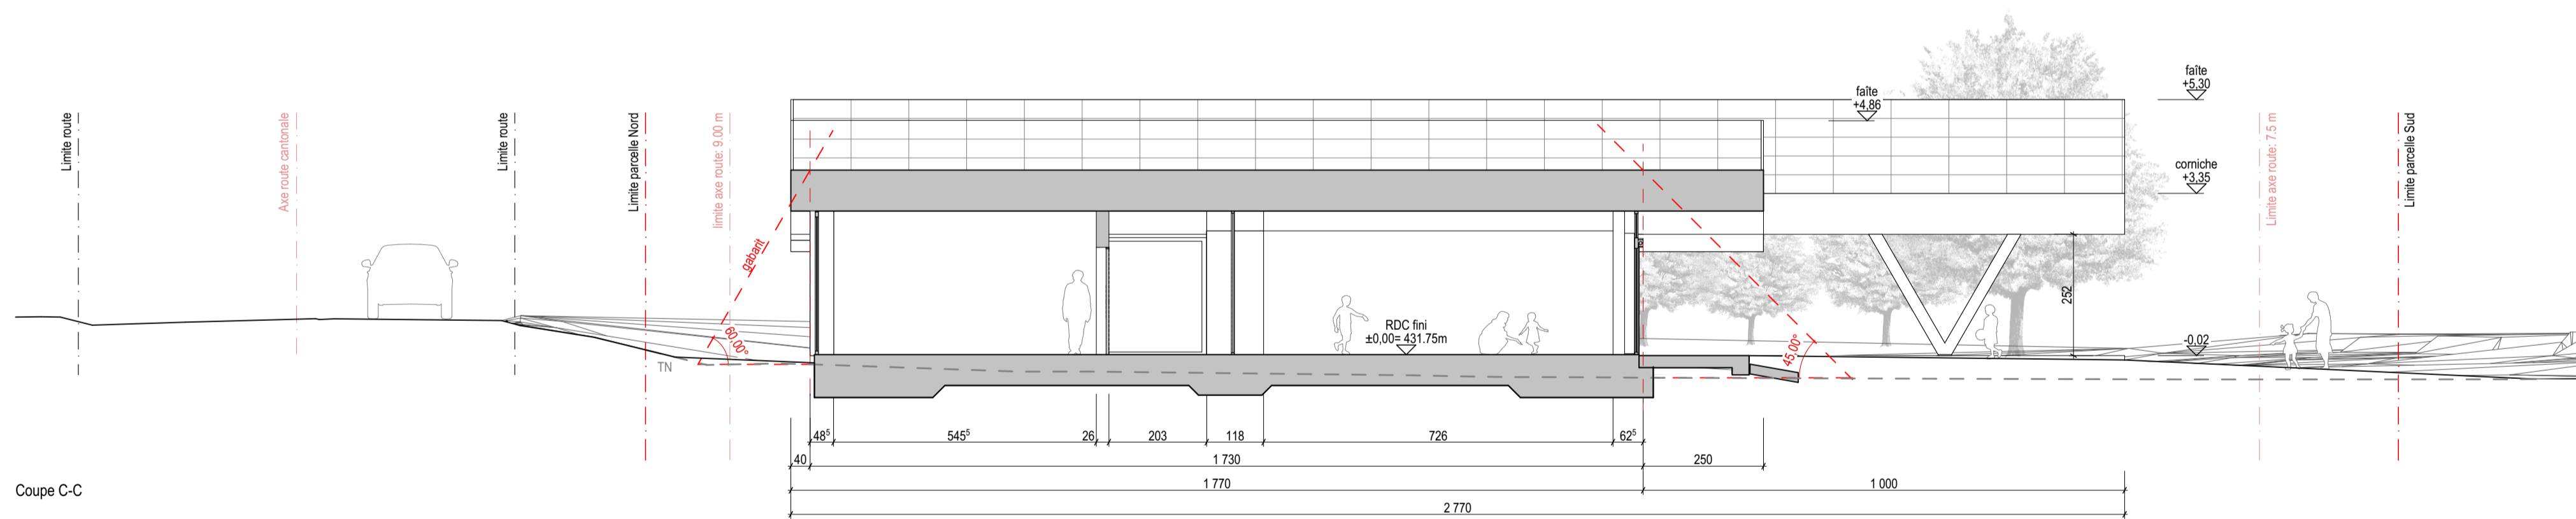 Limite route
Axe route cantonale
Limite route
Limite parcelle Nord
limite axe route: 9.00 m
gabarit
60.00°
TN
faîte
+4,86
faîte
+5,30
corniche
+3,35
Limite axe route: 7.5 m
Limite parcelle Sud
252
RDC fini
±0,00= 431.75m
45.00°
-0.02
48⁵ 545⁵ 26 203 118 726 62⁵
40 1 730 250
1 770 1 000
2 770
Coupe C-C